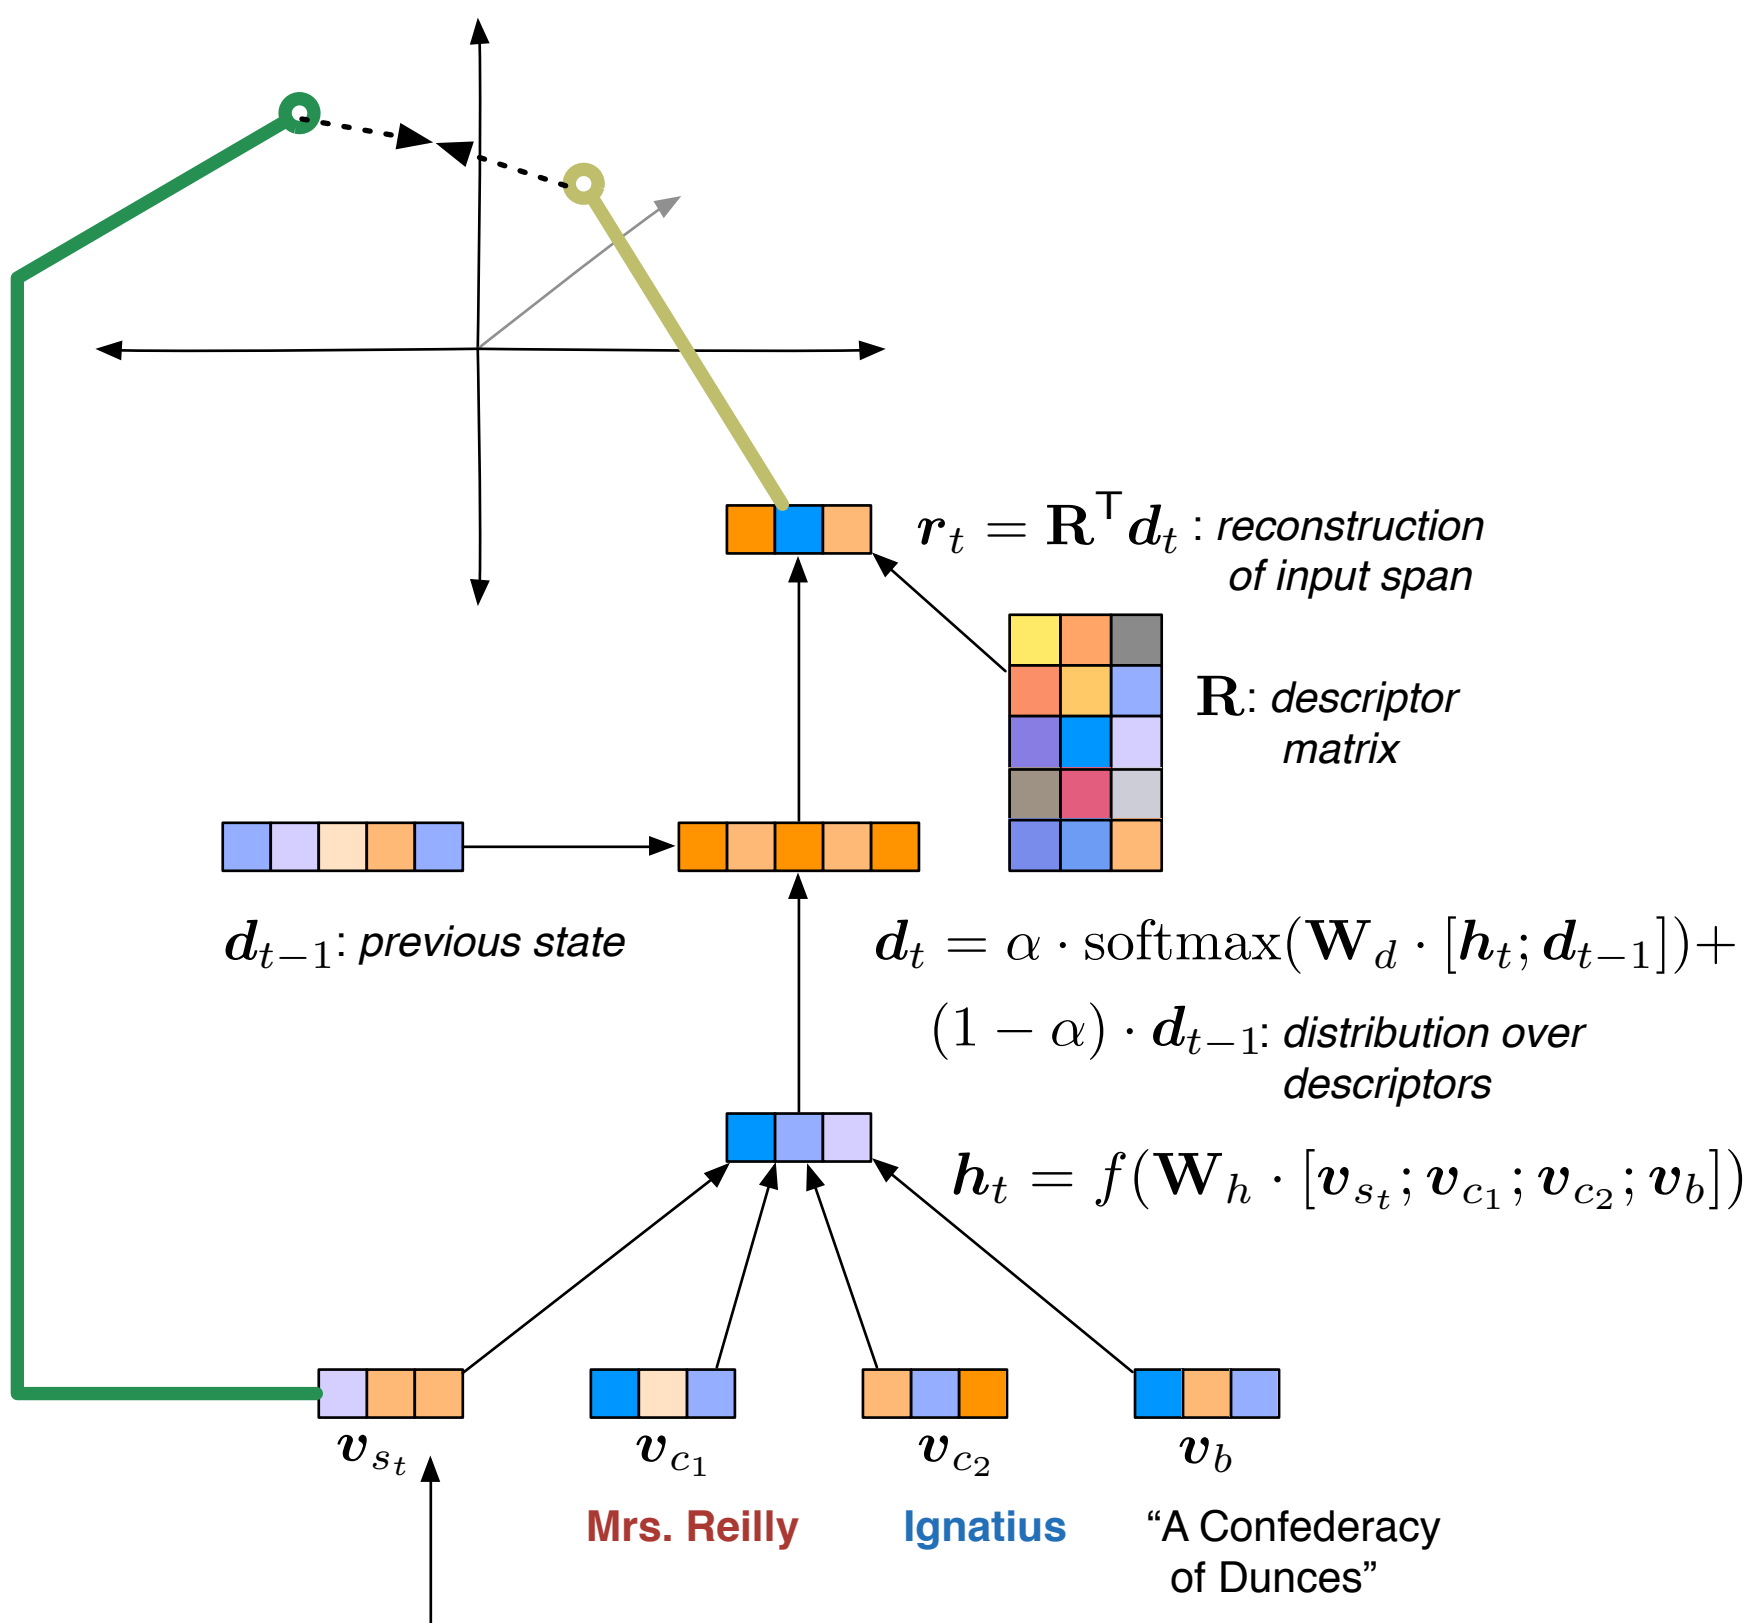 r_t = R^⊤ d_t : reconstruction
of input span
R: descriptor
matrix
d_{t−1}: previous state
d_t = α · softmax(W_d · [h_t; d_{t−1}])+
(1 − α) · d_{t−1}: distribution over
descriptors
h_t = f(W_h · [v_{s_t}; v_{c_1}; v_{c_2}; v_b])
v_{s_t} v_{c_1} v_{c_2} v_b
Mrs. Reilly Ignatius “A Confederacy
of Dunces”